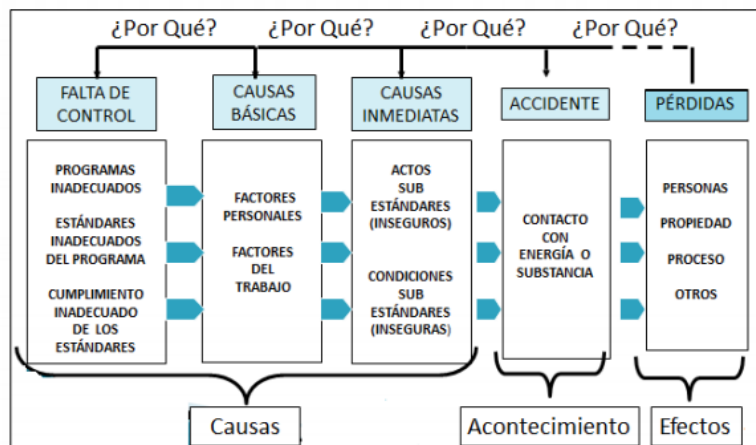 ¿Por Qué? ¿Por Qué? ¿Por Qué? ¿Por Qué?
FALTA DE
CONTROL
CAUSAS
BÁSICAS
CAUSAS
INMEDIATAS
ACCIDENTE
PÉRDIDAS
PROGRAMAS
INADECUADOS
ESTÁNDARES
INADECUADOS
DEL PROGRAMA
CUMPLIMIENTO
INADECUADO
DE LOS
ESTÁNDARES
FACTORES
PERSONALES
FACTORES
DEL
TRABAJO
ACTOS
SUB
ESTÁNDARES
(INSEGUROS)
CONDICIONES
SUB
ESTÁNDARES
(INSEGURAS)
CONTACTO
CON
ENERGÍA O
SUBSTANCIA
PERSONAS
PROPIEDAD
PROCESO
OTROS
Causas
Acontecimiento
Efectos